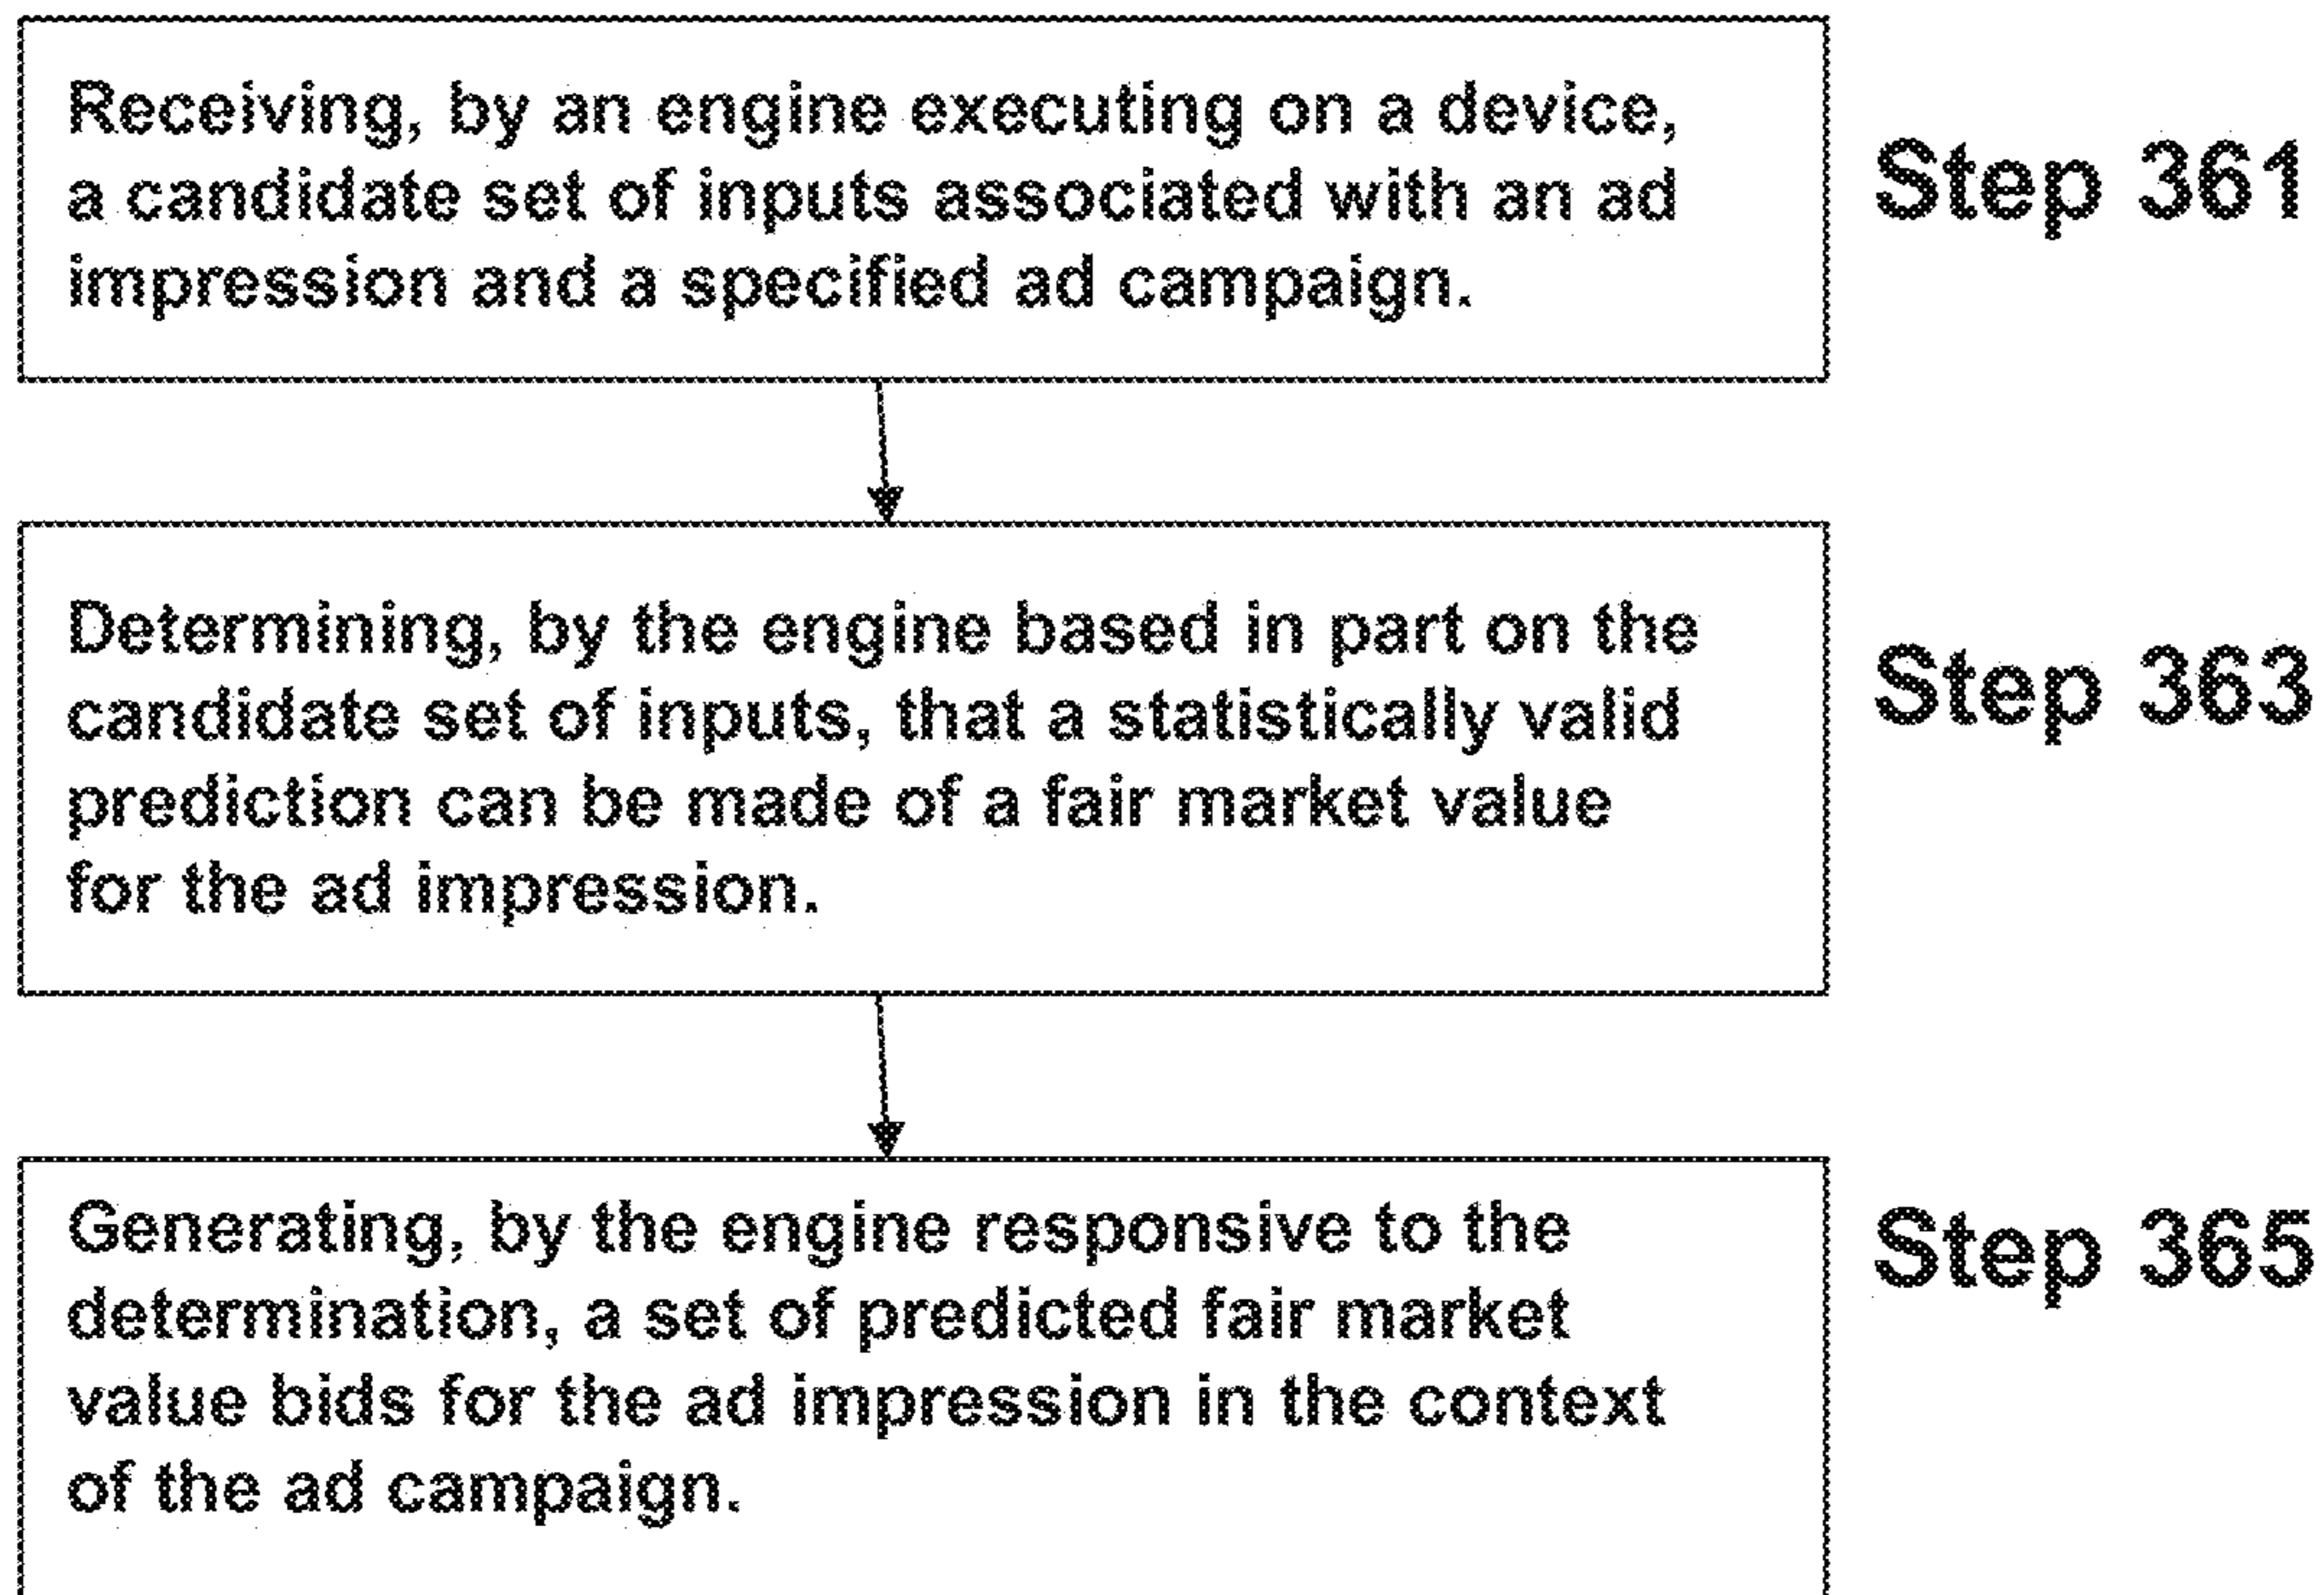 Receiving, by an engine executing on a device,
a candidate set of inputs associated with an ad
impression and a specified ad campaign.
Step 361
Determining, by the engine based in part on the
candidate set of inputs, that a statistically valid
prediction can be made of a fair market value
for the ad impression.
Step 363
Generating, by the engine responsive to the
determination, a set of predicted fair market
value bids for the ad impression in the context
of the ad campaign.
Step 365